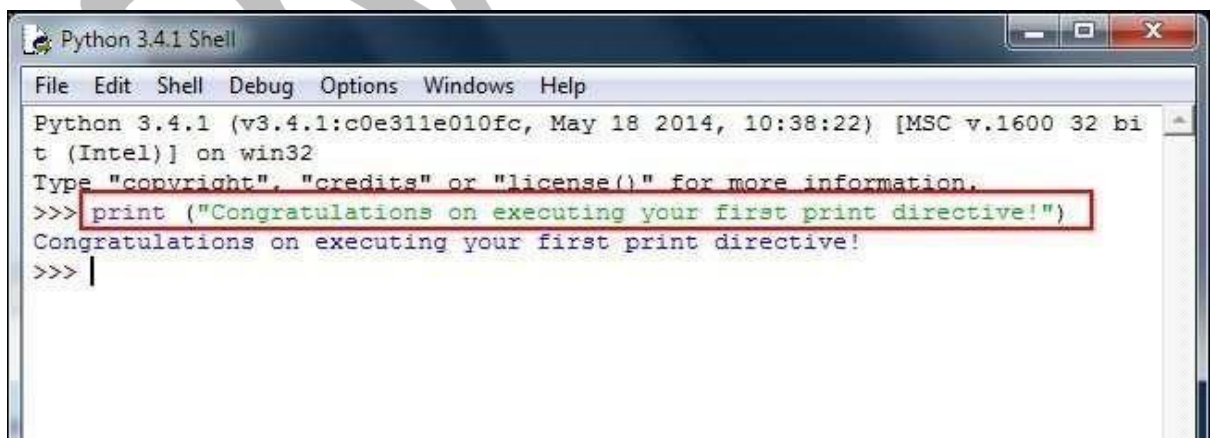 Python 3.4.1 Shell
File Edit Shell Debug Options Windows Help
Python 3.4.1 (v3.4.1:c0e311e010fc, May 18 2014, 10:38:22) [MSC v.1600 32 bi
t (Intel)] on win32
Type "copyright", "credits" or "license()" for more information.
>>> print ("Congratulations on executing your first print directive!")
Congratulations on executing your first print directive!
>>>